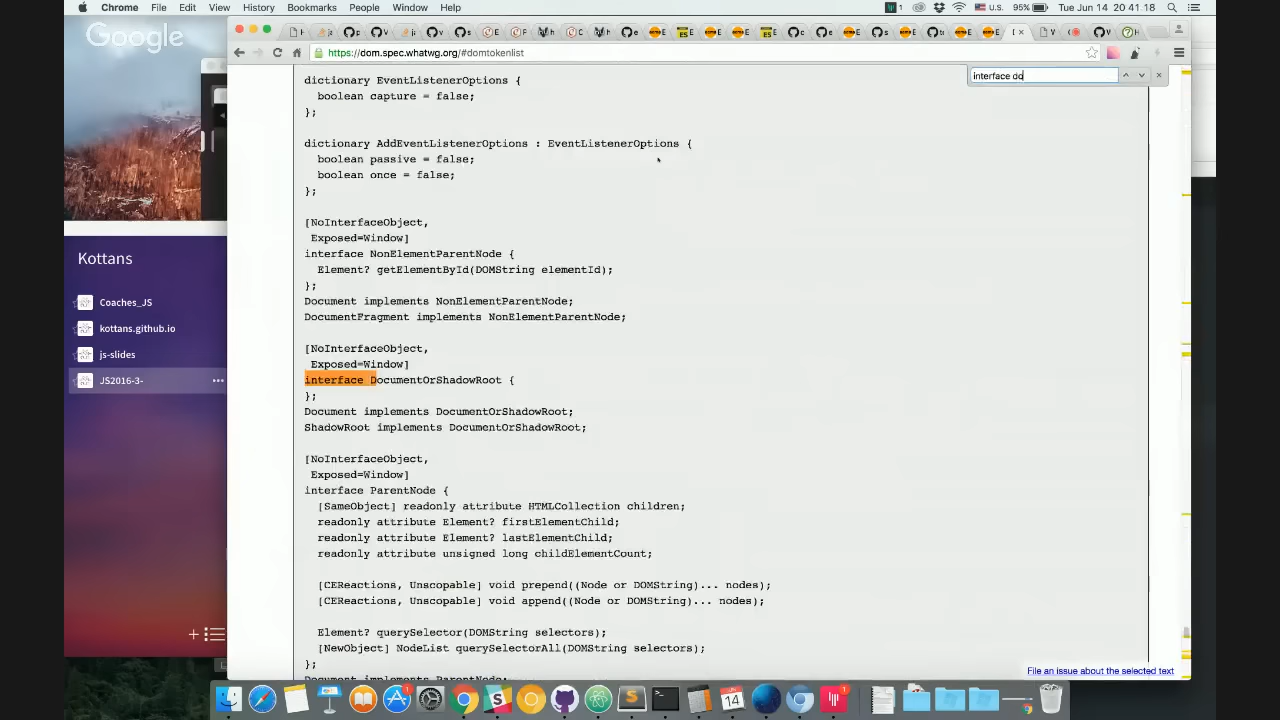 Chrome File Edit View History Bookmarks People Window Help
1 U.S. 95% Tue Jun 14 20:41:18
Google
https://dom.spec.whatwg.org/#domtokenlist
interface do
dictionary EventListenerOptions {
boolean capture = false;
};
dictionary AddEventListenerOptions : EventListenerOptions {
boolean passive = false;
boolean once = false;
};
[NoInterfaceObject,
Exposed=Window]
interface NonElementParentNode {
Element? getElementById(DOMString elementId);
};
Document implements NonElementParentNode;
DocumentFragment implements NonElementParentNode;
[NoInterfaceObject,
Exposed=Window]
interface DocumentOrShadowRoot {
};
Document implements DocumentOrShadowRoot;
ShadowRoot implements DocumentOrShadowRoot;
[NoInterfaceObject,
Exposed=Window]
interface ParentNode {
[SameObject] readonly attribute HTMLCollection children;
readonly attribute Element? firstElementChild;
readonly attribute Element? lastElementChild;
readonly attribute unsigned long childElementCount;
[CEReactions, Unscopable] void prepend((Node or DOMString)... nodes);
[CEReactions, Unscopable] void append((Node or DOMString)... nodes);
Element? querySelector(DOMString selectors);
[NewObject] NodeList querySelectorAll(DOMString selectors);
};
Document implements ParentNode;
File an issue about the selected text
Kottans
Coaches_JS
kottans.github.io
js-slides
JS2016-3-
14